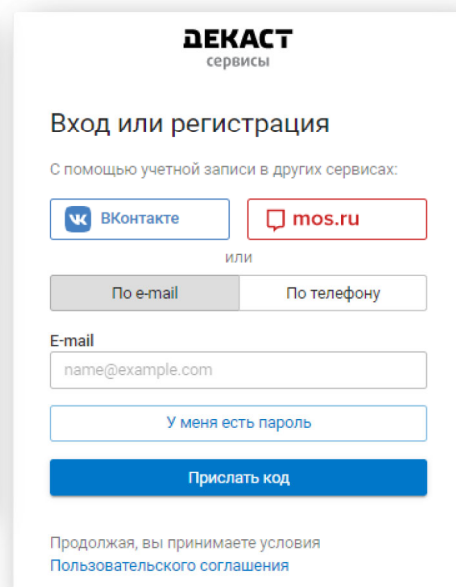 ДЕКАСТ
сервисы
Вход или регистрация
С помощью учетной записи в других сервисах:
ВКонтакте
mos.ru
или
По e-mail
По телефону
E-mail
name@example.com
У меня есть пароль
Прислать код
Продолжая, вы принимаете условия
Пользовательского соглашения